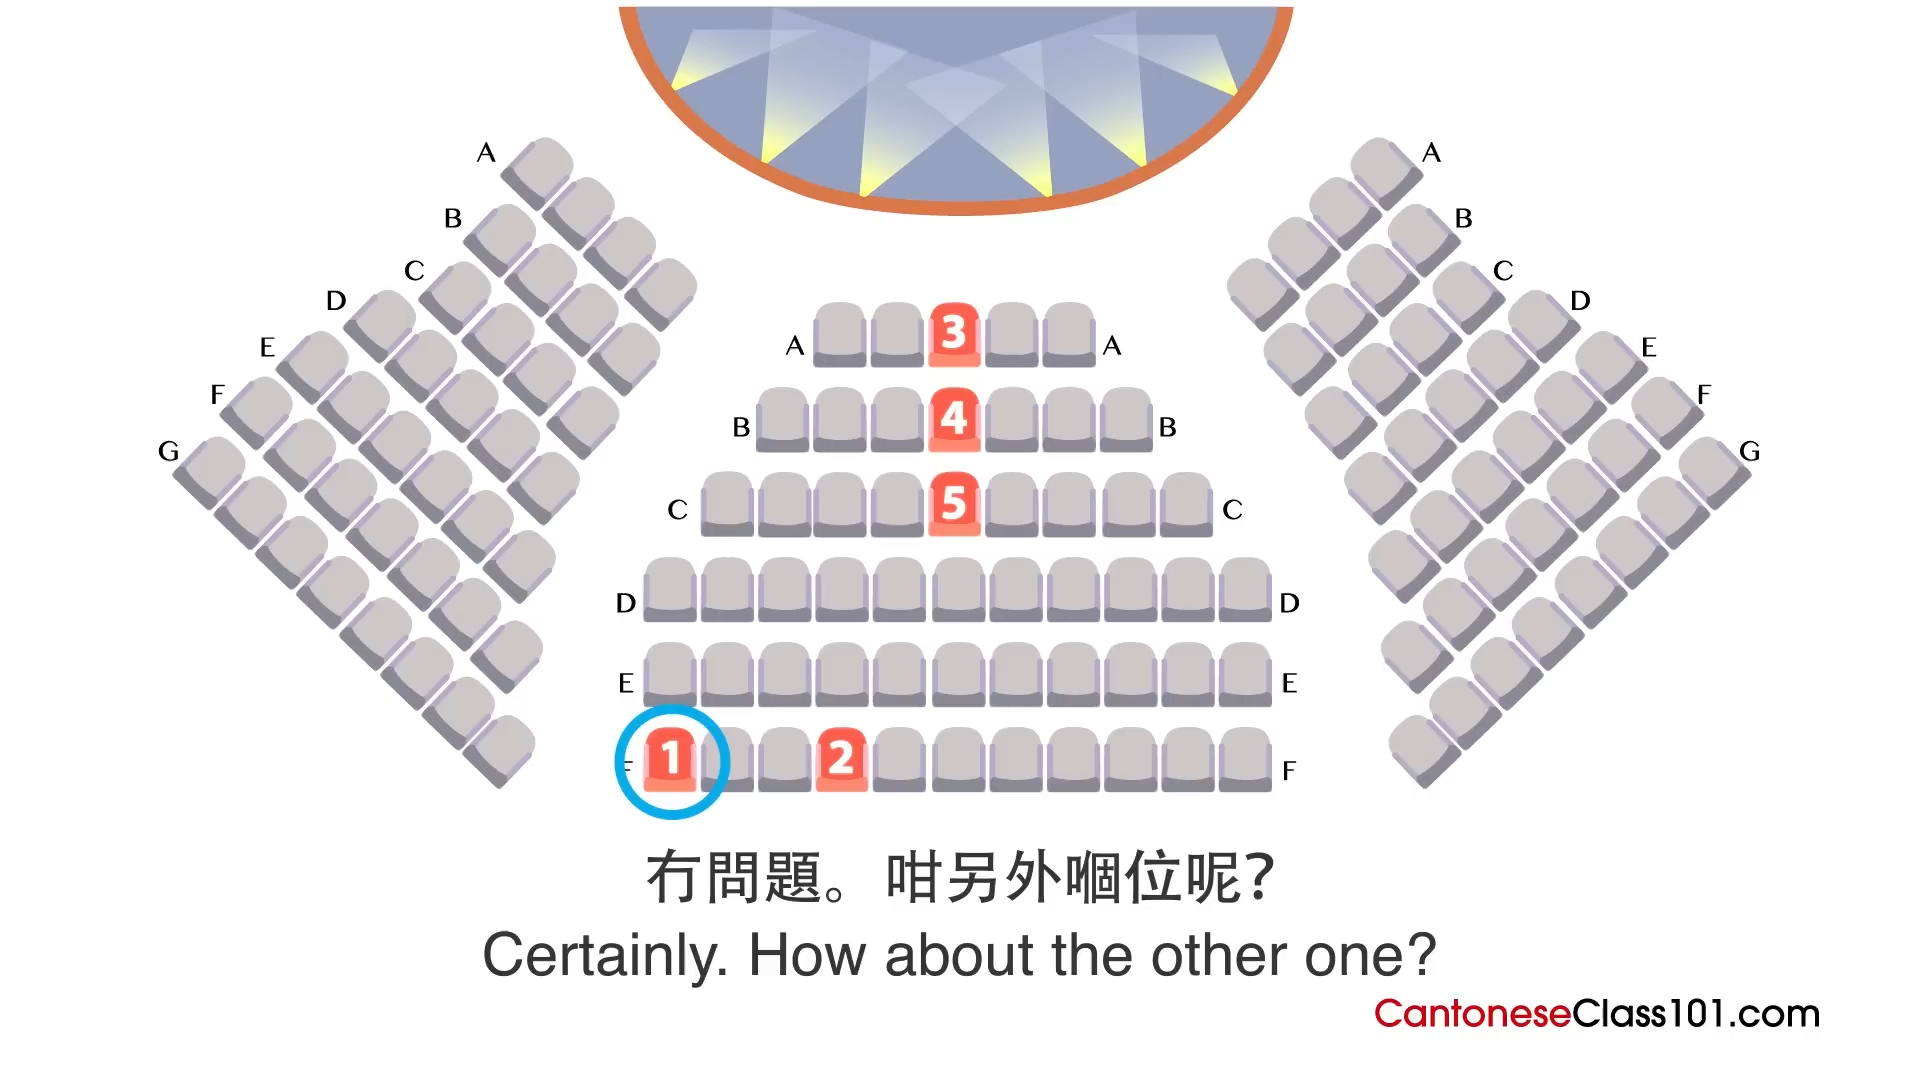 A
A
B
B
C
C
D
D
E
E
F
F
G
G
A 3 A
B 4 B
C 5 C
D D
E E
F 1 2 F
冇問題。咁另外嗰位呢?
Certainly. How about the other one?
CantoneseClass101.com